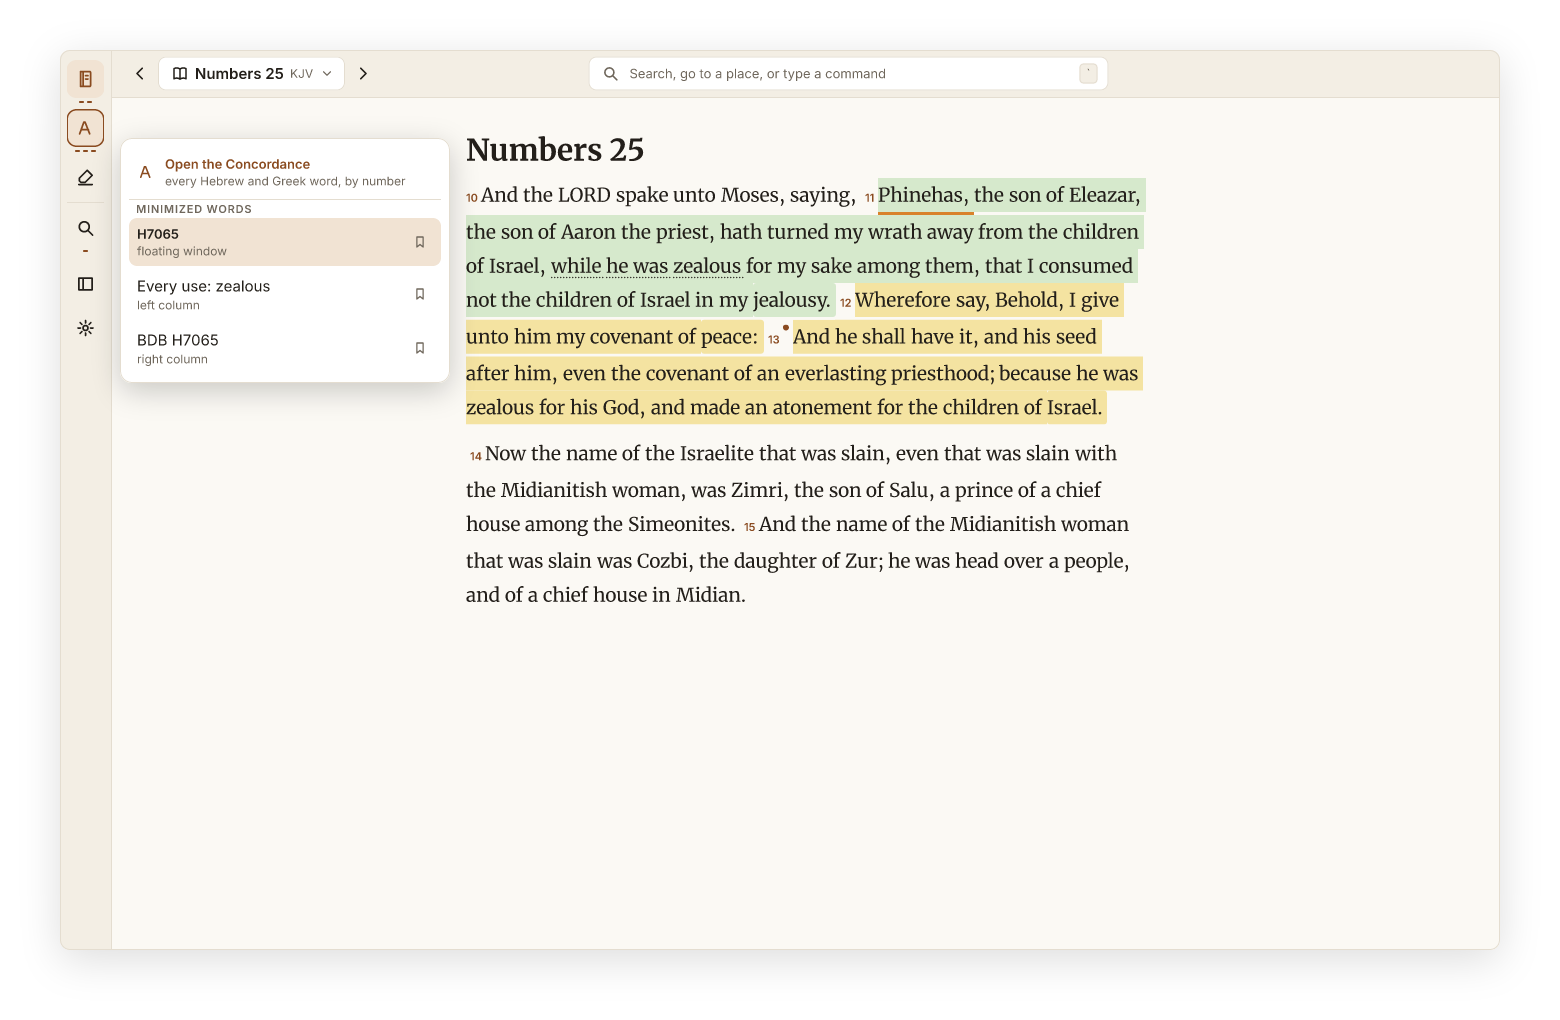 Numbers 25 KJV
Search, go to a place, or type a command
A
A Open the Concordance
every Hebrew and Greek word, by number
MINIMIZED WORDS
H7065
floating window
Every use: zealous
left column
BDB H7065
right column
Numbers 25
10 And the LORD spake unto Moses, saying, 11 Phinehas, the son of Eleazar,
the son of Aaron the priest, hath turned my wrath away from the children
of Israel, while he was zealous for my sake among them, that I consumed
not the children of Israel in my jealousy. 12 Wherefore say, Behold, I give
unto him my covenant of peace: 13 And he shall have it, and his seed
after him, even the covenant of an everlasting priesthood; because he was
zealous for his God, and made an atonement for the children of Israel.
14 Now the name of the Israelite that was slain, even that was slain with
the Midianitish woman, was Zimri, the son of Salu, a prince of a chief
house among the Simeonites. 15 And the name of the Midianitish woman
that was slain was Cozbi, the daughter of Zur; he was head over a people,
and of a chief house in Midian.